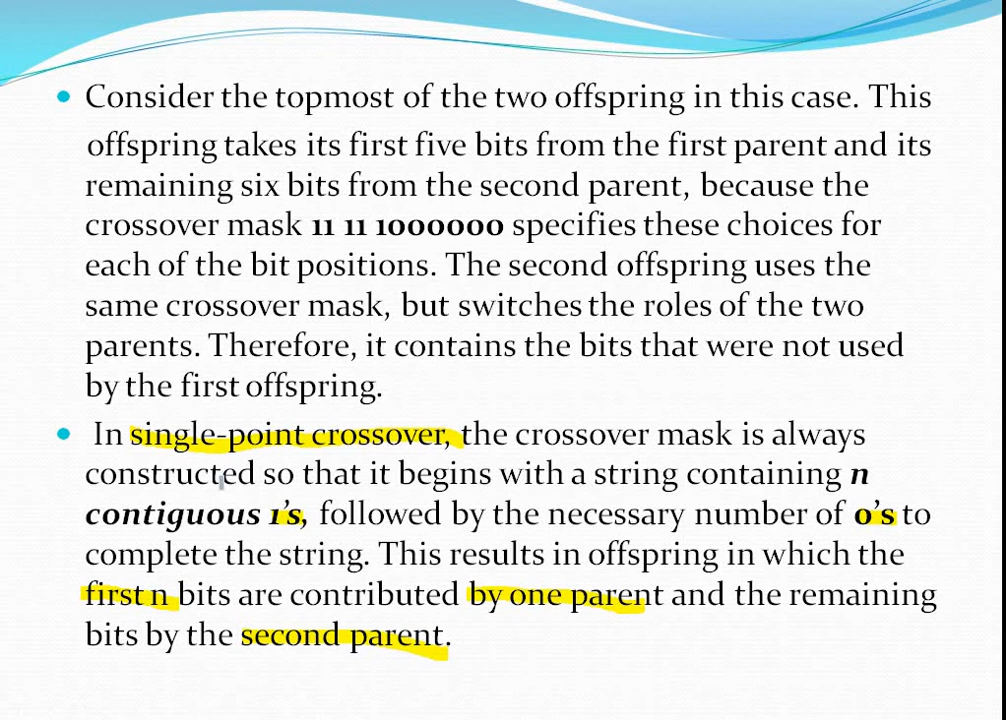 Consider the topmost of the two offspring in this case. This
offspring takes its first five bits from the first parent and its
remaining six bits from the second parent, because the
crossover mask 11 11 1000000 specifies these choices for
each of the bit positions. The second offspring uses the
same crossover mask, but switches the roles of the two
parents. Therefore, it contains the bits that were not used
by the first offspring.
In single-point crossover, the crossover mask is always
constructed so that it begins with a string containing n
contiguous 1's, followed by the necessary number of 0's to
complete the string. This results in offspring in which the
first n bits are contributed by one parent and the remaining
bits by the second parent.